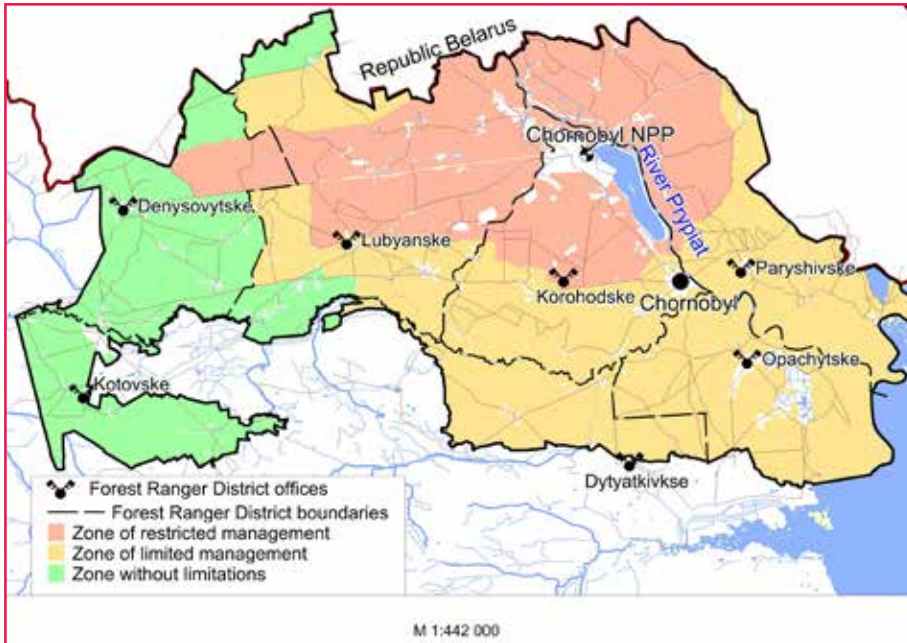 Republic Belarus
Chornobyl NPP
River Prypiat
Denysovytske
Lubyanske
Paryshivske
Korohodske
Chornobyl
Opachytske
Kotovske
Dytyatkivkse
Forest Ranger District offices
Forest Ranger District boundaries
Zone of restricted management
Zone of limited management
Zone without limitations
M 1:442 000